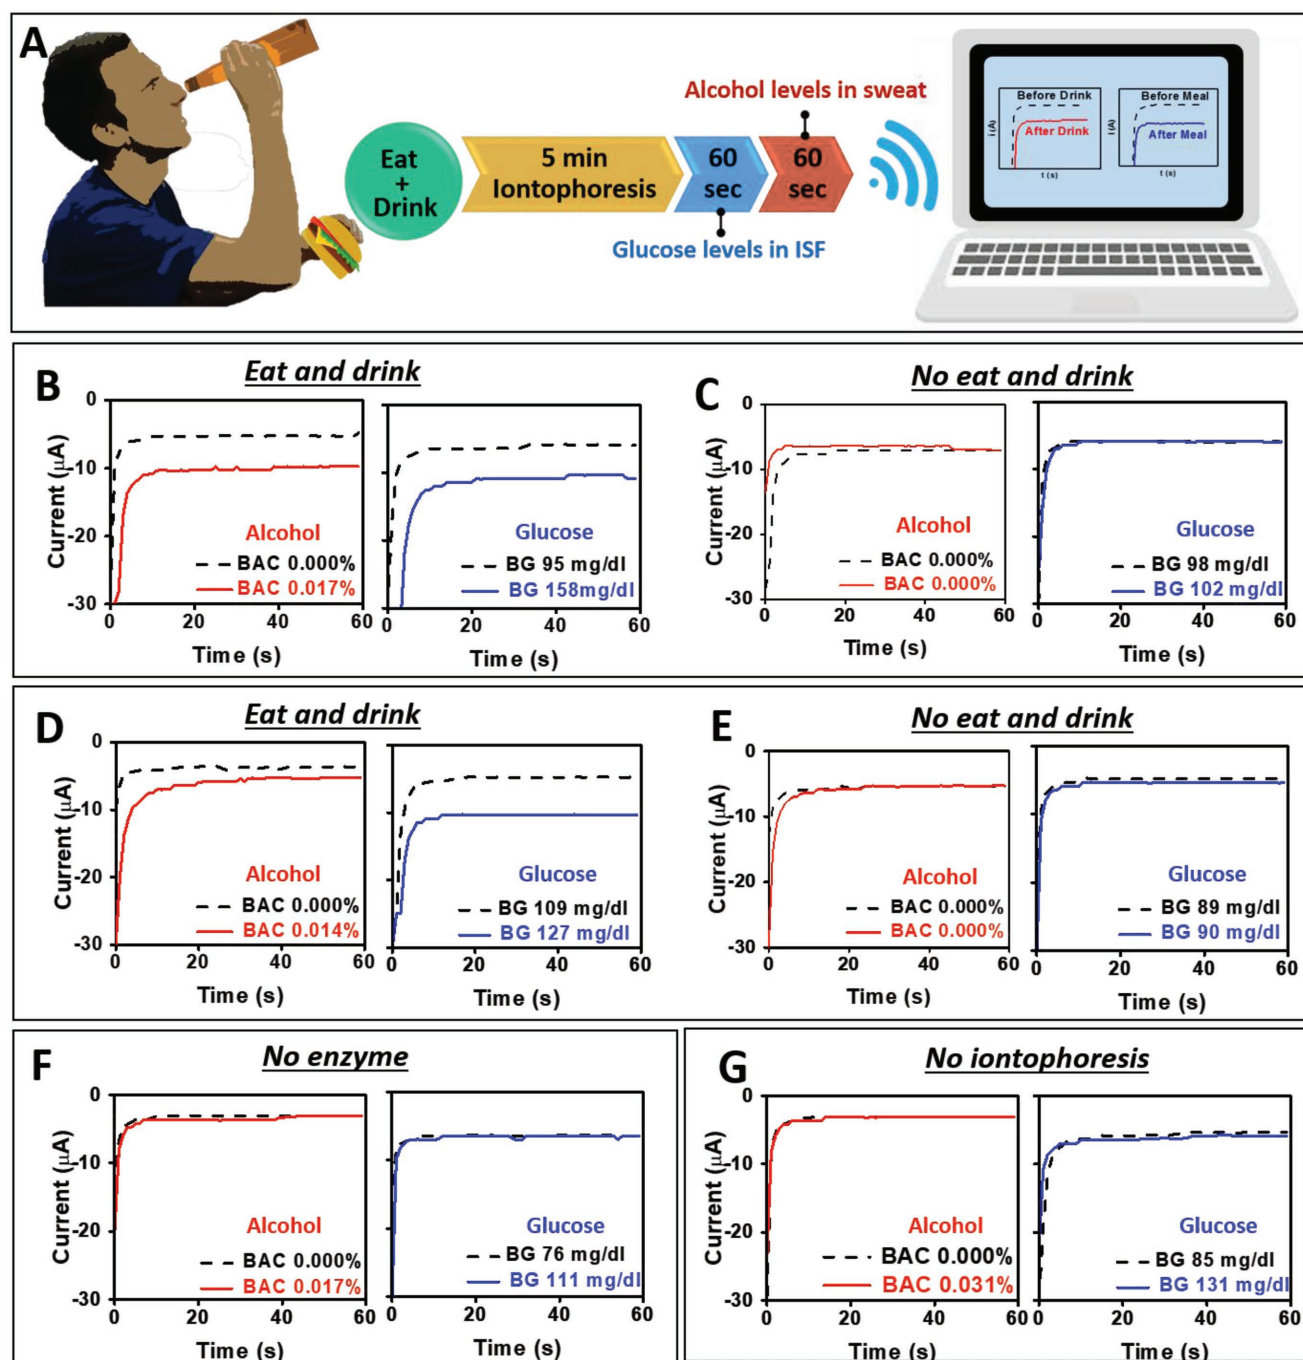 A
Eat
+
Drink
5 min
Iontophoresis
60
sec
60
sec
Alcohol levels in sweat
Glucose levels in ISF
Before Drink
After Drink
i (A)
t (s)
Before Meal
After Meal
i (A)
t (s)
B
Eat and drink
Current (μA)
0
-10
-20
-30
Alcohol
BAC 0.000%
BAC 0.017%
0 20 40 60
Time (s)
Glucose
BG 95 mg/dl
BG 158mg/dl
0 20 40 60
Time (s)
C
No eat and drink
Current (μA)
0
-10
-20
-30
Alcohol
BAC 0.000%
BAC 0.000%
0 20 40 60
Time (s)
Glucose
BG 98 mg/dl
BG 102 mg/dl
0 20 40 60
Time (s)
D
Eat and drink
Current (μA)
0
-10
-20
-30
Alcohol
BAC 0.000%
BAC 0.014%
0 20 40 60
Time (s)
Glucose
BG 109 mg/dl
BG 127 mg/dl
0 20 40 60
Time (s)
E
No eat and drink
Current (μA)
0
-10
-20
-30
Alcohol
BAC 0.000%
BAC 0.000%
0 20 40 60
Time (s)
Glucose
BG 89 mg/dl
BG 90 mg/dl
0 20 40 60
Time (s)
F
No enzyme
Current (μA)
0
-10
-20
-30
Alcohol
BAC 0.000%
BAC 0.017%
0 20 40 60
Time (s)
Glucose
BG 76 mg/dl
BG 111 mg/dl
0 20 40 60
Time (s)
G
No iontophoresis
Current (μA)
0
-10
-20
-30
Alcohol
BAC 0.000%
BAC 0.031%
0 20 40 60
Time (s)
Glucose
BG 85 mg/dl
BG 131 mg/dl
0 20 40 60
Time (s)